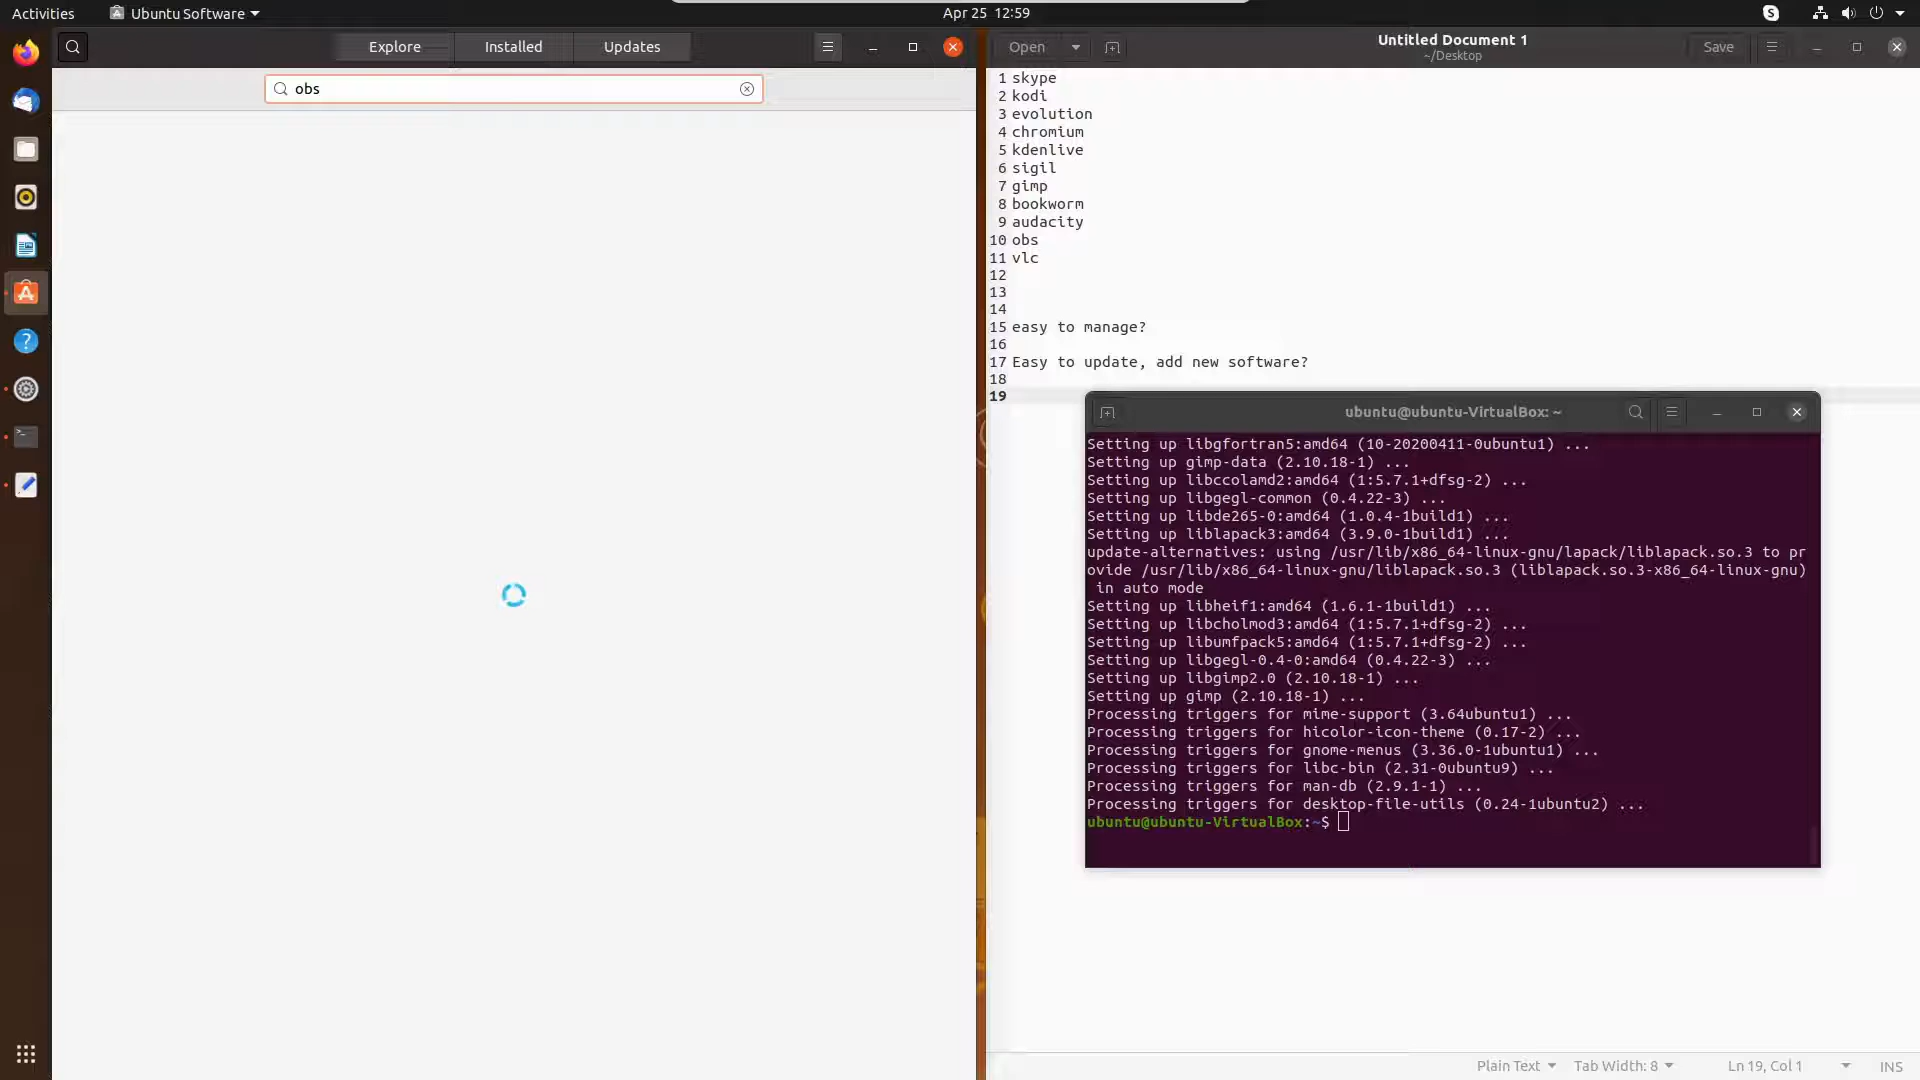 Activities
Ubuntu Software
Apr 25 12:59
Explore
Installed
Updates
obs
Open
Untitled Document 1
~/Desktop
Save
1 skype
2 kodi
3 evolution
4 chromium
5 kdenlive
6 sigil
7 gimp
8 bookworm
9 audacity
10 obs
11 vlc
12
13
14
15 easy to manage?
16
17 Easy to update, add new software?
18
19
ubuntu@ubuntu-VirtualBox: ~
Setting up libgfortran5:amd64 (10-20200411-0ubuntu1) ...
Setting up gimp-data (2.10.18-1) ...
Setting up libccolamd2:amd64 (1:5.7.1+dfsg-2) ...
Setting up libgegl-common (0.4.22-3) ...
Setting up libde265-0:amd64 (1.0.4-1build1) ...
Setting up liblapack3:amd64 (3.9.0-1build1) ...
update-alternatives: using /usr/lib/x86_64-linux-gnu/lapack/liblapack.so.3 to pr
ovide /usr/lib/x86_64-linux-gnu/liblapack.so.3 (liblapack.so.3-x86_64-linux-gnu)
in auto mode
Setting up libheif1:amd64 (1.6.1-1build1) ...
Setting up libcholmod3:amd64 (1:5.7.1+dfsg-2) ...
Setting up libumfpack5:amd64 (1:5.7.1+dfsg-2) ...
Setting up libgegl-0.4-0:amd64 (0.4.22-3) ...
Setting up libgimp2.0 (2.10.18-1) ...
Setting up gimp (2.10.18-1) ...
Processing triggers for mime-support (3.64ubuntu1) ...
Processing triggers for hicolor-icon-theme (0.17-2) ...
Processing triggers for gnome-menus (3.36.0-1ubuntu1) ...
Processing triggers for libc-bin (2.31-0ubuntu9) ...
Processing triggers for man-db (2.9.1-1) ...
Processing triggers for desktop-file-utils (0.24-1ubuntu2) ...
ubuntu@ubuntu-VirtualBox:~$
Plain Text
Tab Width: 8
Ln 19, Col 1
INS